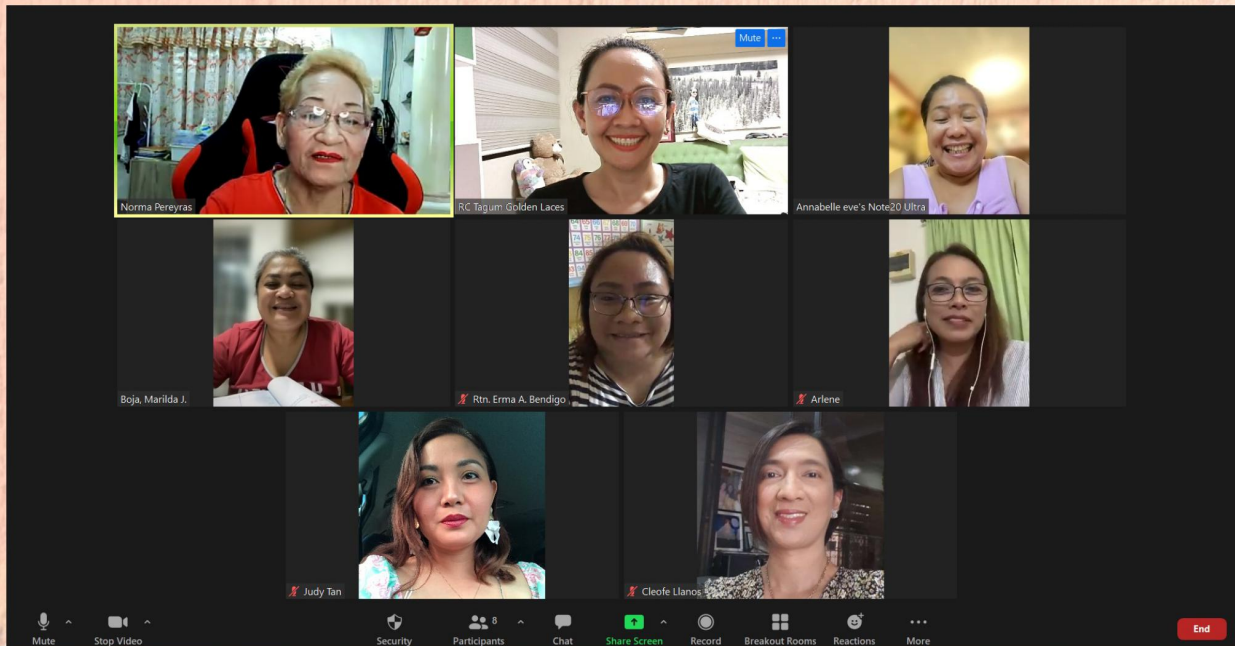 Mute ...
Norma Pereyras
RC Tagum Golden Laces
Annabelle eve's Note20 Ultra
Boja, Marilda J.
Rtn. Erma A. Bendigo
Arlene
Judy Tan
Cleofe Llanos
Mute
Stop Video
Security
Participants 8
Chat
Share Screen
Record
Breakout Rooms
Reactions
More
End